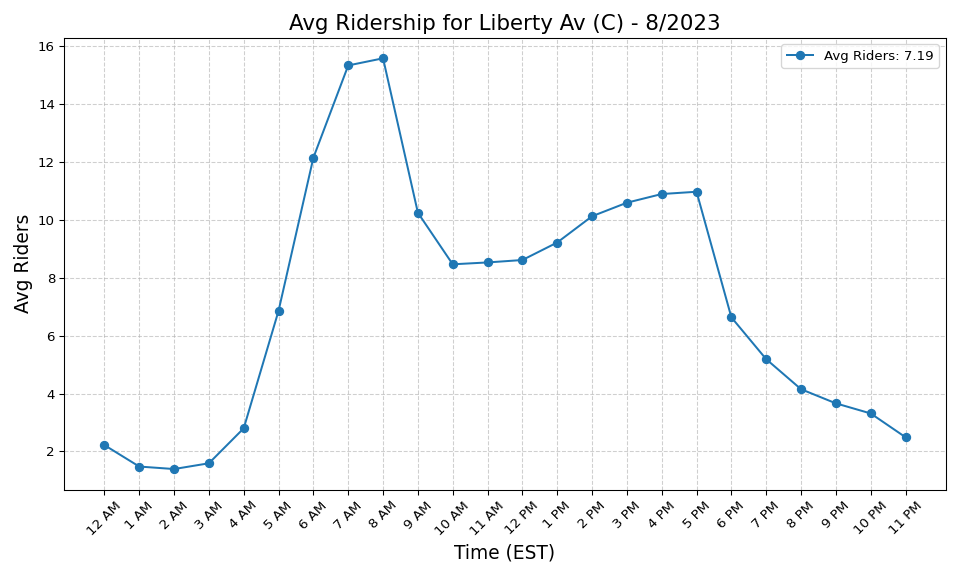 Avg Ridership for Liberty Av (C) - 8/2023
Avg Riders: 7.19
Avg Riders
16
14
12
10
8
6
4
2
12 AM
1 AM
2 AM
3 AM
4 AM
5 AM
6 AM
7 AM
8 AM
9 AM
10 AM
11 AM
12 PM
1 PM
2 PM
3 PM
4 PM
5 PM
6 PM
7 PM
8 PM
9 PM
10 PM
11 PM
Time (EST)